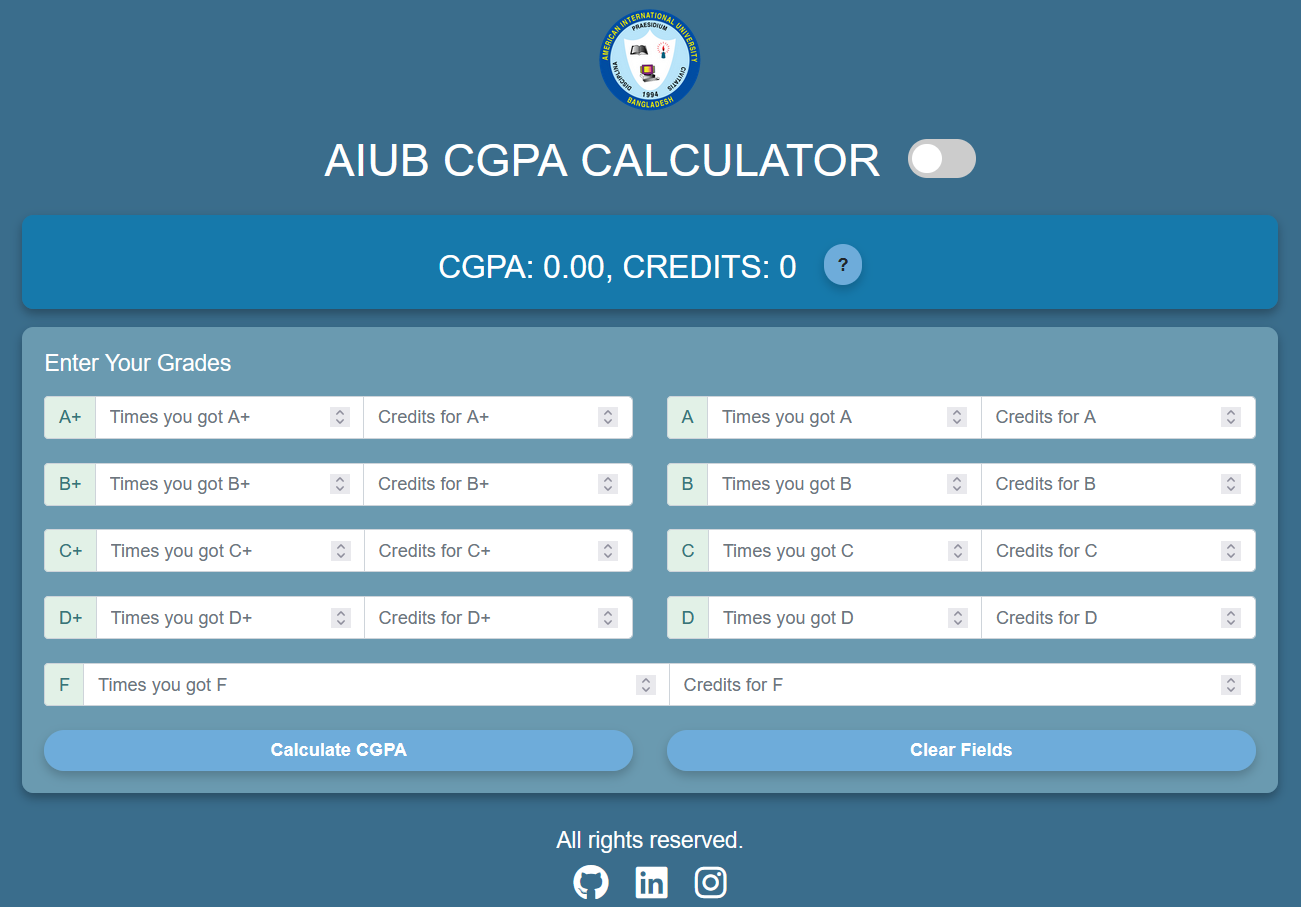 AMERICAN INTERNATIONAL UNIVERSITY
PRAESIDIUM
DISCIPLINA
CIVITATIS
1994
BANGLADESH
AIUB CGPA CALCULATOR
CGPA: 0.00, CREDITS: 0 ?
Enter Your Grades
A+ Times you got A+ Credits for A+ A Times you got A Credits for A
B+ Times you got B+ Credits for B+ B Times you got B Credits for B
C+ Times you got C+ Credits for C+ C Times you got C Credits for C
D+ Times you got D+ Credits for D+ D Times you got D Credits for D
F Times you got F Credits for F
Calculate CGPA Clear Fields
All rights reserved.
in